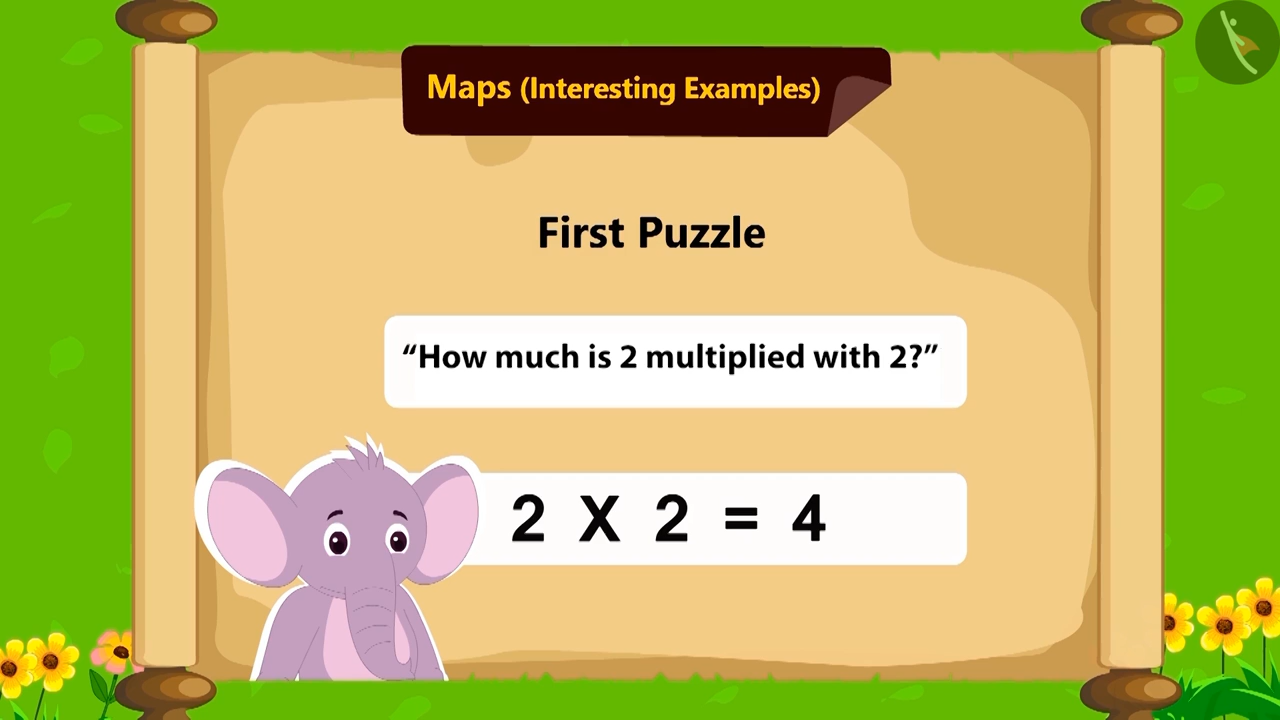 Maps (Interesting Examples)
First Puzzle
“How much is 2 multiplied with 2?”
2 X 2 = 4